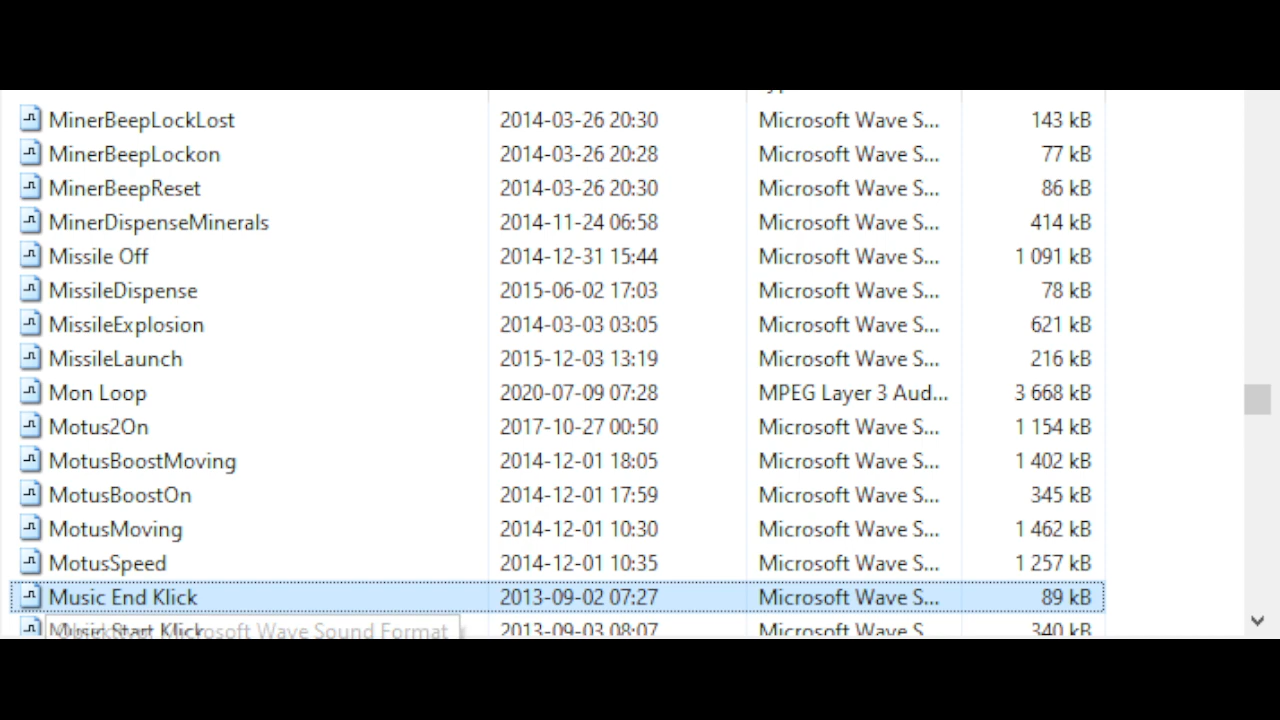 MinerBeepLockLost 2014-03-26 20:30 Microsoft Wave S... 143 kB
MinerBeepLockon 2014-03-26 20:28 Microsoft Wave S... 77 kB
MinerBeepReset 2014-03-26 20:30 Microsoft Wave S... 86 kB
MinerDispenseMinerals 2014-11-24 06:58 Microsoft Wave S... 414 kB
Missile Off 2014-12-31 15:44 Microsoft Wave S... 1 091 kB
MissileDispense 2015-06-02 17:03 Microsoft Wave S... 78 kB
MissileExplosion 2014-03-03 03:05 Microsoft Wave S... 621 kB
MissileLaunch 2015-12-03 13:19 Microsoft Wave S... 216 kB
Mon Loop 2020-07-09 07:28 MPEG Layer 3 Aud... 3 668 kB
Motus2On 2017-10-27 00:50 Microsoft Wave S... 1 154 kB
MotusBoostMoving 2014-12-01 18:05 Microsoft Wave S... 1 402 kB
MotusBoostOn 2014-12-01 17:59 Microsoft Wave S... 345 kB
MotusMoving 2014-12-01 10:30 Microsoft Wave S... 1 462 kB
MotusSpeed 2014-12-01 10:35 Microsoft Wave S... 1 257 kB
Music End Klick 2013-09-02 07:27 Microsoft Wave S... 89 kB
Music Start Klick Microsoft Wave Sound Format 2013-09-03 08:07 Microsoft Wave S 340 kB